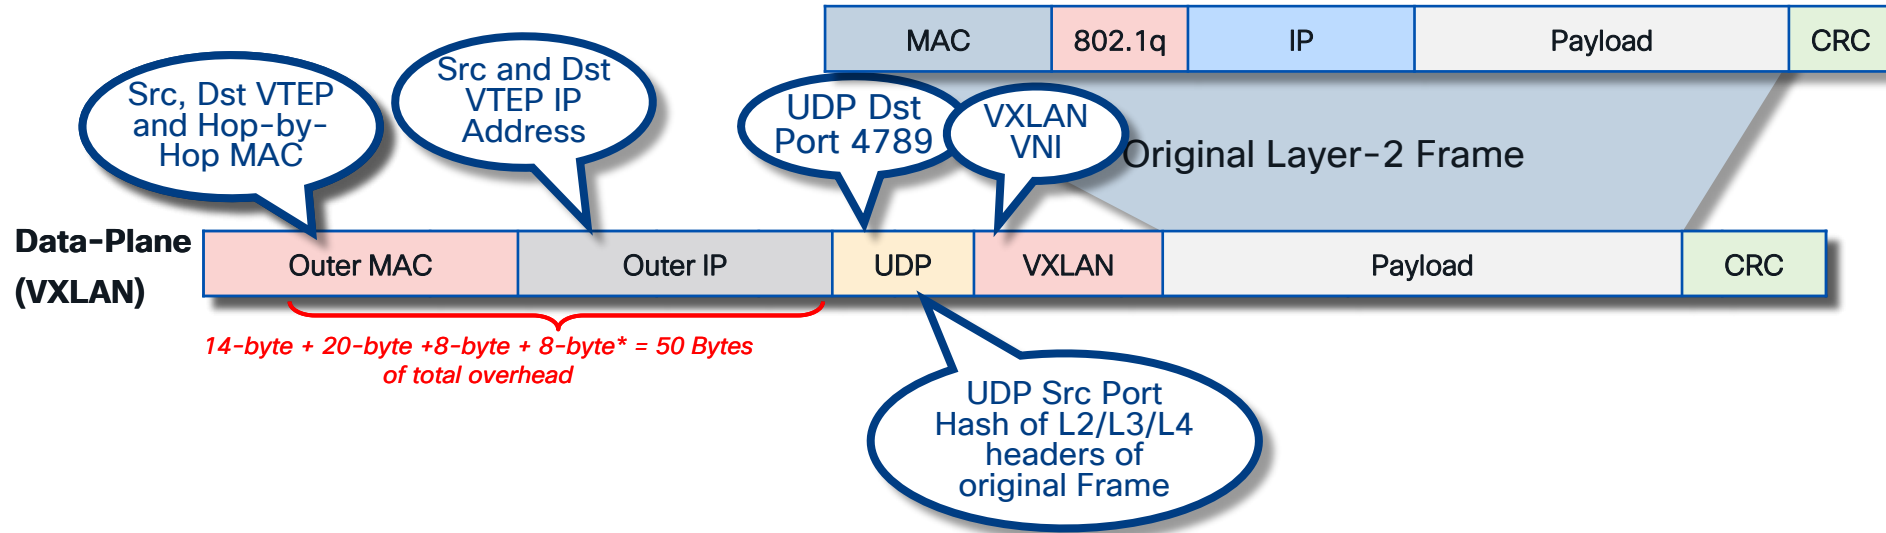 MAC
802.1q
IP
Payload
CRC
Src, Dst VTEP
and Hop-by-
Hop MAC
Src and Dst
VTEP IP
Address
UDP Dst
Port 4789
VXLAN
VNI
Original Layer-2 Frame
Data-Plane
(VXLAN)
Outer MAC
Outer IP
UDP
VXLAN
Payload
CRC
14-byte + 20-byte +8-byte + 8-byte* = 50 Bytes
of total overhead
UDP Src Port
Hash of L2/L3/L4
headers of
original Frame